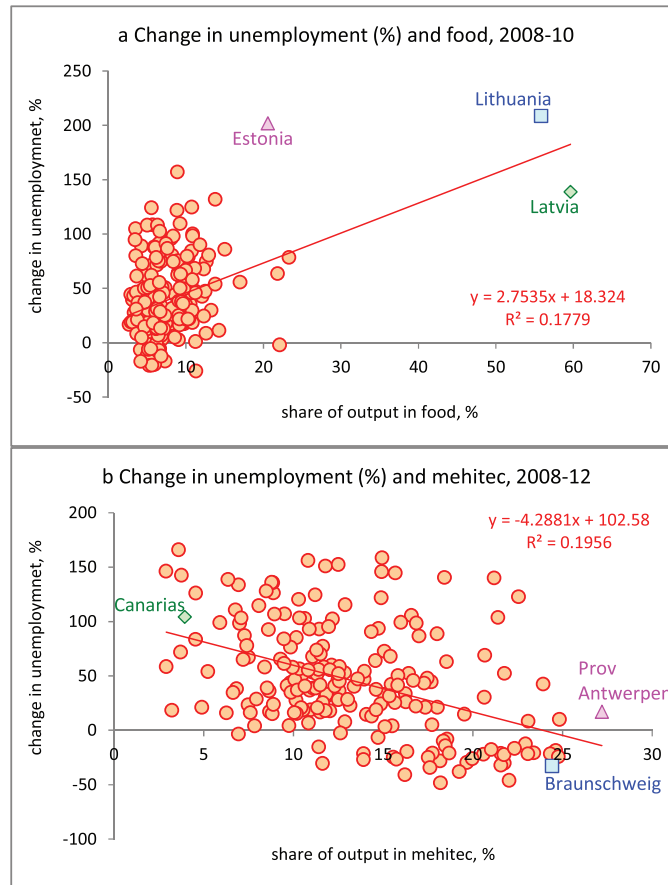 a Change in unemployment (%) and food, 2008-10
250
200
150
100
50
0
-50
0
10
20
30
40
50
60
70
change in unemploymnet, %
share of output in food, %
Estonia
Lithuania
Latvia
y = 2.7535x + 18.324
R² = 0.1779
b Change in unemployment (%) and mehitec, 2008-12
200
150
100
50
0
-50
-100
0
5
10
15
20
25
30
change in unemploymnet, %
share of output in mehitec, %
y = -4.2881x + 102.58
R² = 0.1956
Canarias
Prov
Antwerpen
Braunschweig